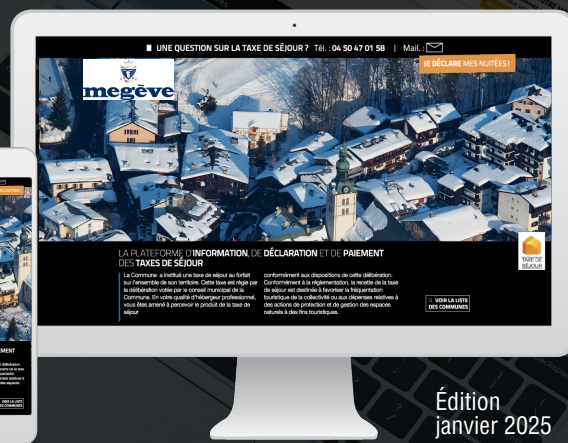 UNE QUESTION SUR LA TAXE DE SÉJOUR ? Tél. : 04 50 47 01 58 | Mail. :
JE DÉCLARE MES NUITÉES !
megève
LA PLATEFORME D'INFORMATION, DE DÉCLARATION ET DE PAIEMENT
DES TAXES DE SÉJOUR
La Commune a institué une taxe de séjour au forfait
sur l'ensemble de son territoire. Cette taxe est régie par
la délibération votée par le conseil municipal de la
Commune. En votre qualité d'hébergeur professionnel,
vous êtes amené à percevoir le produit de la taxe de
séjour
conformément aux dispositions de cette délibération.
Conformément à la réglementation, la recette de la taxe
de séjour est destinée à favoriser la fréquentation
touristique de la collectivité ou aux dépenses relatives à
des actions de protection et de gestion des espaces
naturels à des fins touristiques.
TAXE DE
SÉJOUR
VOIR LA LISTE
DES COMMUNES
Édition
janvier 2025